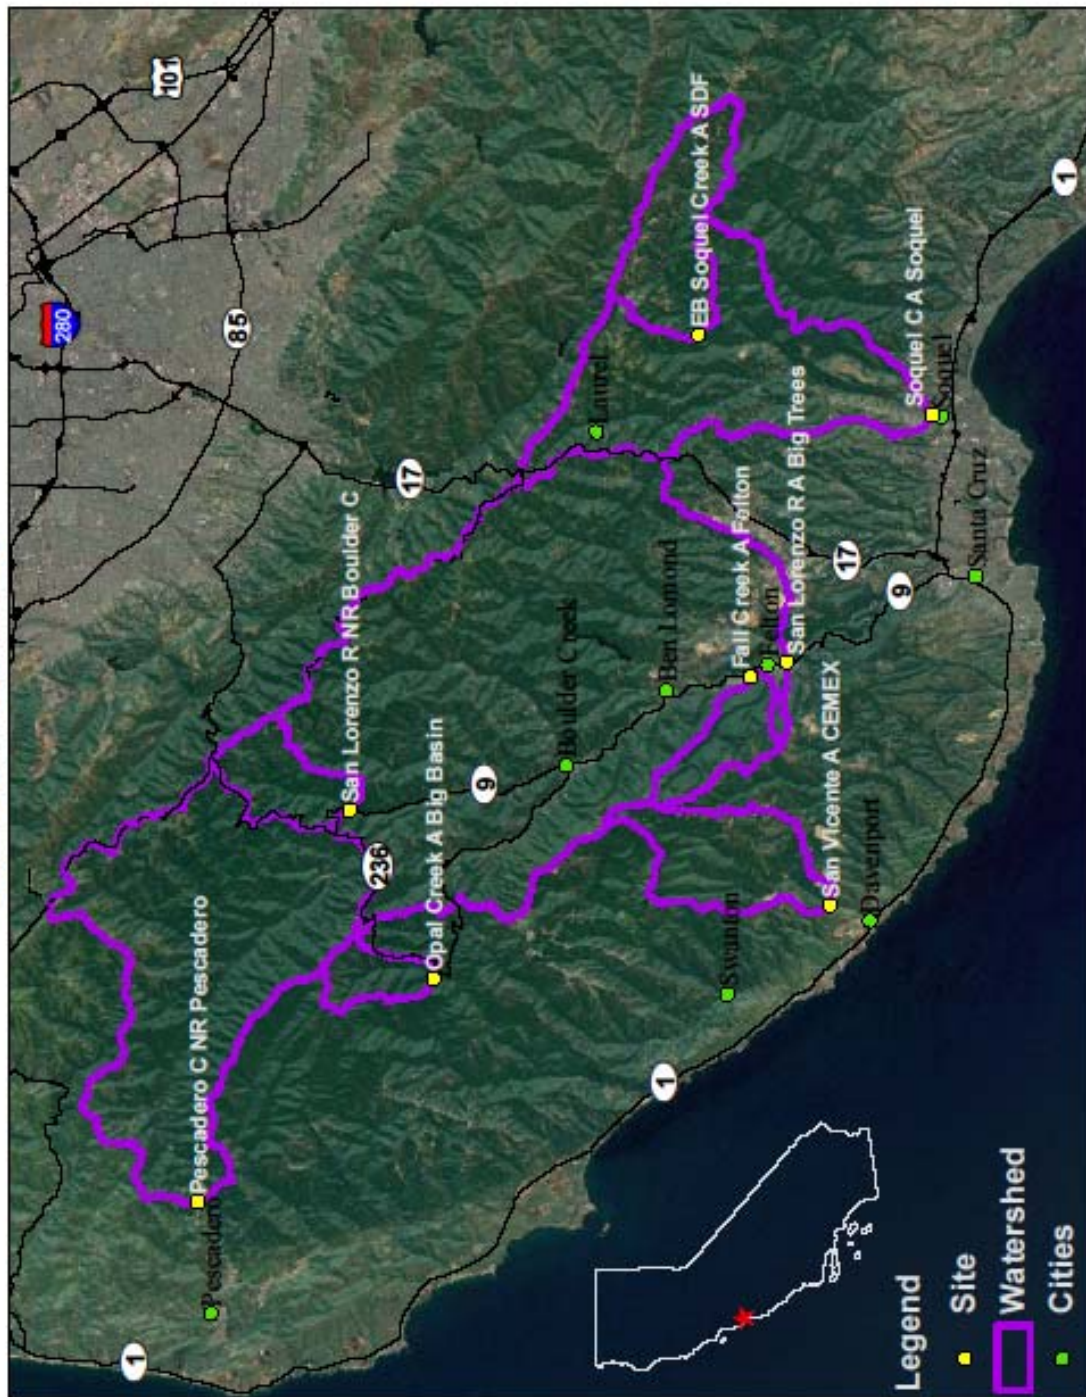 101
280
85
17
1
Pescadero C NR Pescadero
Pescadero
San Lorenzo R NR Boulder C
236
Opal Creek A Big Basin
9
Boulder Creek
Laurel
EB Soquel Creek A SDF
Ben Lomond
Fall Creek A Felton
Felton
San Lorenzo R A Big Trees
San Vicente A CEMEX
Swanton
Davenport
Soquel C A Soquel
Soquel
17
9
Santa Cruz
1
1
Legend
Site
Watershed
Cities